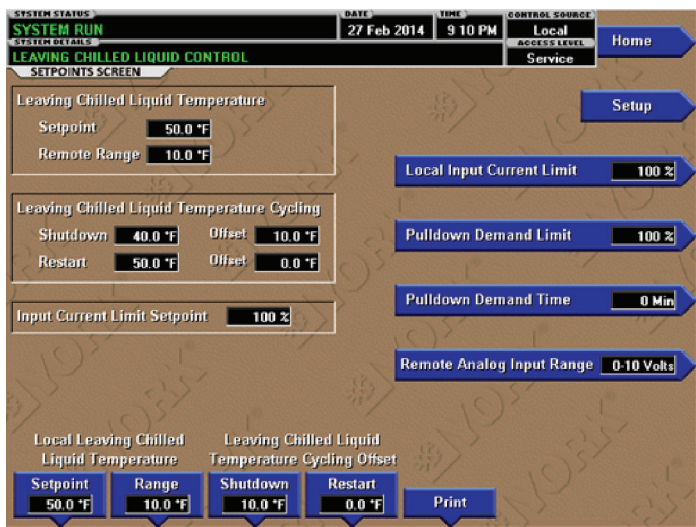 SYSTEM STATUS
SYSTEM RUN
SYSTEM DETAILS
LEAVING CHILLED LIQUID CONTROL
DATE
27 Feb 2014
TIME
9 10 PM
CONTROL SOURCE
Local
ACCESS LEVEL
Service
Home
SETPOINTS SCREEN
Setup
Leaving Chilled Liquid Temperature
Setpoint 50.0 °F
Remote Range 10.0 °F
Local Input Current Limit 100 %
Leaving Chilled Liquid Temperature Cycling
Shutdown 40.0 °F Offset 10.0 °F
Restart 50.0 °F Offset 0.0 °F
Pulldown Demand Limit 100 %
Pulldown Demand Time 0 Min
Input Current Limit Setpoint 100 %
Remote Analog Input Range 0-10 Volts
Local Leaving Chilled
Liquid Temperature
Leaving Chilled Liquid
Temperature Cycling Offset
Setpoint
50.0 °F
Range
10.0 °F
Shutdown
10.0 °F
Restart
0.0 °F
Print
YORK